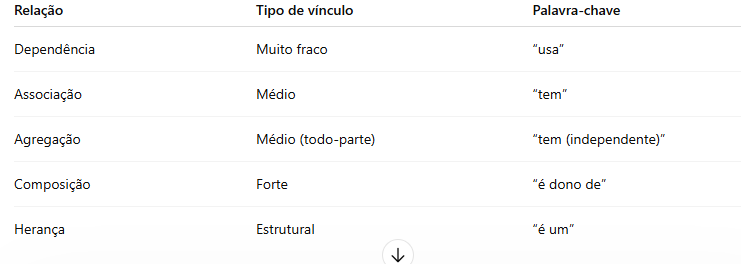 Relação Tipo de vínculo Palavra-chave
Dependência Muito fraco “usa”
Associação Médio “tem”
Agregação Médio (todo-parte) “tem (independente)”
Composição Forte “é dono de”
Herança Estrutural “é um”